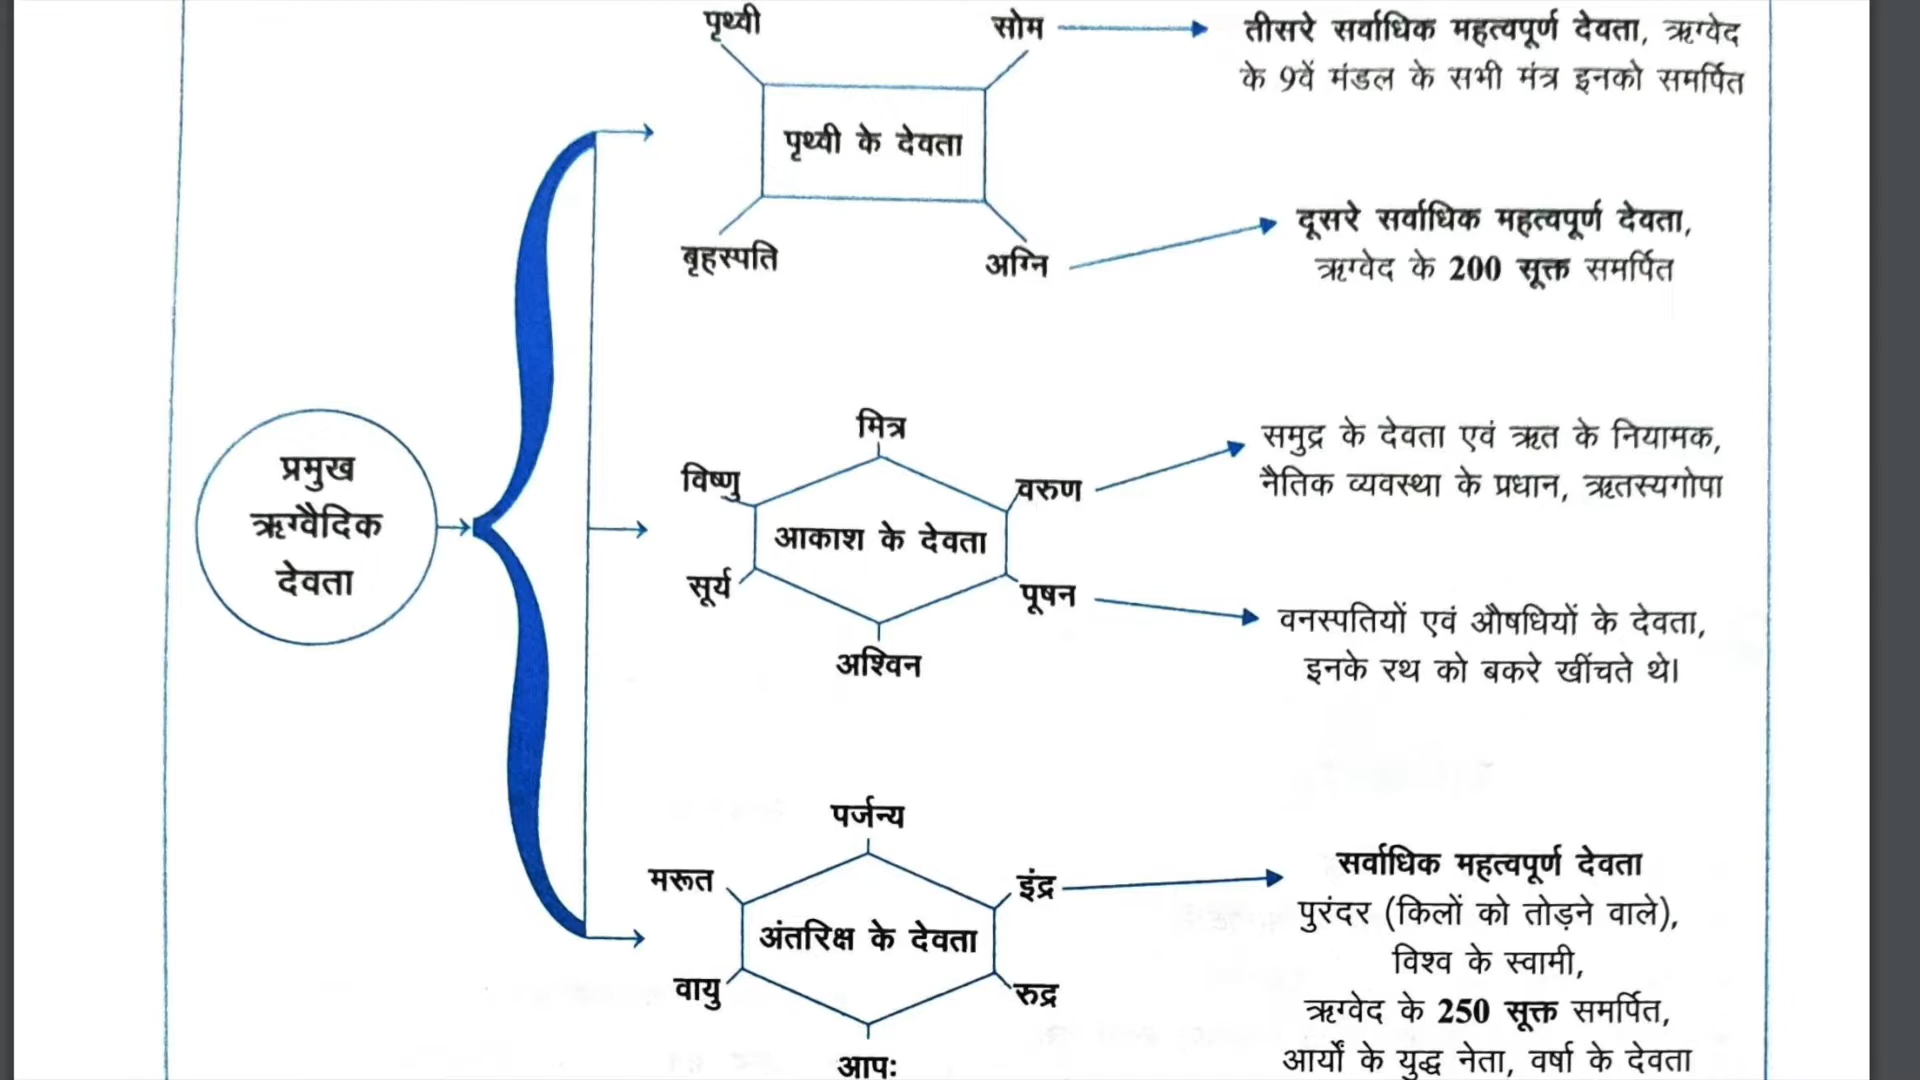 प्रमुख
ऋग्वैदिक
देवता
पृथ्वी
सोम
तीसरे सर्वाधिक महत्वपूर्ण देवता, ऋग्वेद
के 9वें मंडल के सभी मंत्र इनको समर्पित
पृथ्वी के देवता
बृहस्पति
अग्नि
दूसरे सर्वाधिक महत्वपूर्ण देवता,
ऋग्वेद के 200 सूक्त समर्पित
मित्र
विष्णु
वरुण
समुद्र के देवता एवं ऋत के नियामक,
नैतिक व्यवस्था के प्रधान, ऋतस्यगोपा
आकाश के देवता
सूर्य
पूषन
वनस्पतियों एवं औषधियों के देवता,
इनके रथ को बकरे खींचते थे।
अश्विन
पर्जन्य
मरूत
इंद्र
सर्वाधिक महत्वपूर्ण देवता
पुरंदर (किलों को तोड़ने वाले),
विश्व के स्वामी,
ऋग्वेद के 250 सूक्त समर्पित,
आर्यों के युद्ध नेता, वर्षा के देवता
अंतरिक्ष के देवता
वायु
रुद्र
आपः